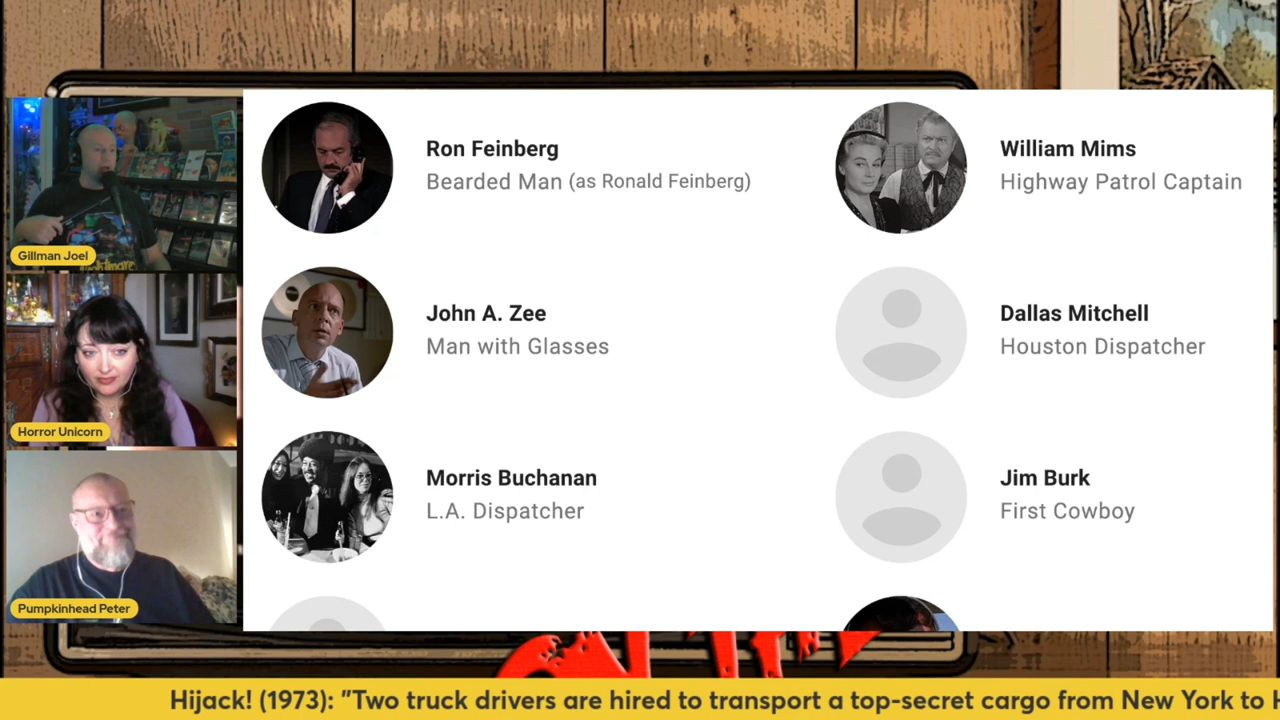 Gillman Joel
Horror Unicorn
Pumpkinhead Peter
Ron Feinberg
Bearded Man (as Ronald Feinberg)
William Mims
Highway Patrol Captain
John A. Zee
Man with Glasses
Dallas Mitchell
Houston Dispatcher
Morris Buchanan
L.A. Dispatcher
Jim Burk
First Cowboy
Hijack! (1973): "Two truck drivers are hired to transport a top-secret cargo from New York to